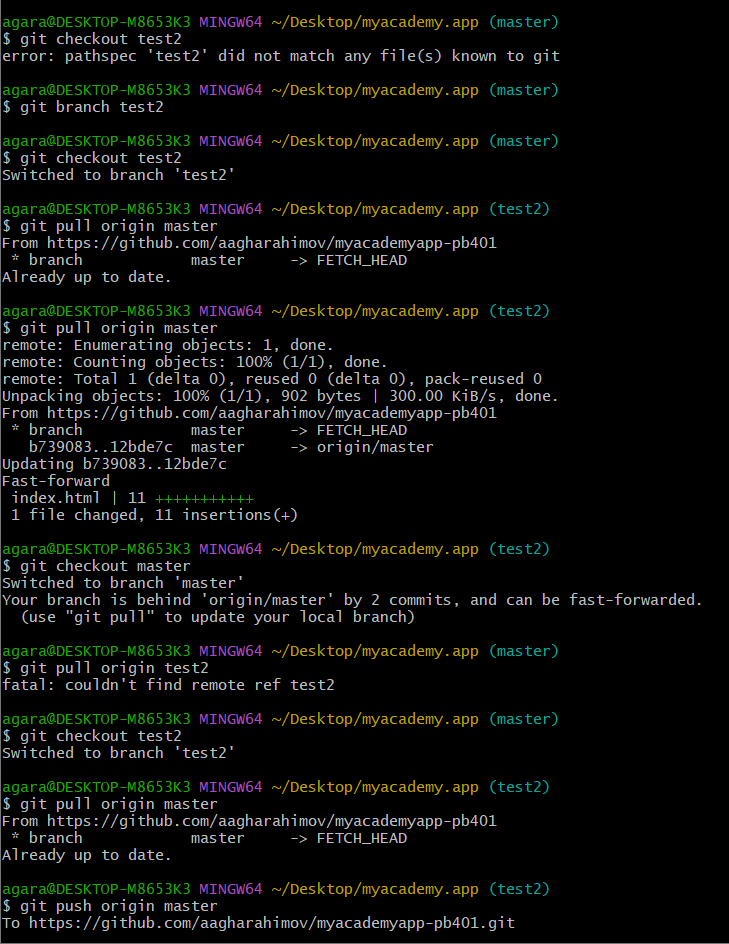 agara@DESKTOP-M8653K3 MINGW64 ~/Desktop/myacademy.app (master)
$ git checkout test2
error: pathspec 'test2' did not match any file(s) known to git
agara@DESKTOP-M8653K3 MINGW64 ~/Desktop/myacademy.app (master)
$ git branch test2
agara@DESKTOP-M8653K3 MINGW64 ~/Desktop/myacademy.app (master)
$ git checkout test2
Switched to branch 'test2'
agara@DESKTOP-M8653K3 MINGW64 ~/Desktop/myacademy.app (test2)
$ git pull origin master
From https://github.com/aagharahimov/myacademyapp-pb401
 * branch            master     -> FETCH_HEAD
Already up to date.
agara@DESKTOP-M8653K3 MINGW64 ~/Desktop/myacademy.app (test2)
$ git pull origin master
remote: Enumerating objects: 1, done.
remote: Counting objects: 100% (1/1), done.
remote: Total 1 (delta 0), reused 0 (delta 0), pack-reused 0
Unpacking objects: 100% (1/1), 902 bytes | 300.00 KiB/s, done.
From https://github.com/aagharahimov/myacademyapp-pb401
 * branch            master     -> FETCH_HEAD
   b739083..12bde7c  master     -> origin/master
Updating b739083..12bde7c
Fast-forward
 index.html | 11 +++++++++++
 1 file changed, 11 insertions(+)
agara@DESKTOP-M8653K3 MINGW64 ~/Desktop/myacademy.app (test2)
$ git checkout master
Switched to branch 'master'
Your branch is behind 'origin/master' by 2 commits, and can be fast-forwarded.
  (use "git pull" to update your local branch)
agara@DESKTOP-M8653K3 MINGW64 ~/Desktop/myacademy.app (master)
$ git pull origin test2
fatal: couldn't find remote ref test2
agara@DESKTOP-M8653K3 MINGW64 ~/Desktop/myacademy.app (master)
$ git checkout test2
Switched to branch 'test2'
agara@DESKTOP-M8653K3 MINGW64 ~/Desktop/myacademy.app (test2)
$ git pull origin master
From https://github.com/aagharahimov/myacademyapp-pb401
 * branch            master     -> FETCH_HEAD
Already up to date.
agara@DESKTOP-M8653K3 MINGW64 ~/Desktop/myacademy.app (test2)
$ git push origin master
To https://github.com/aagharahimov/myacademyapp-pb401.git